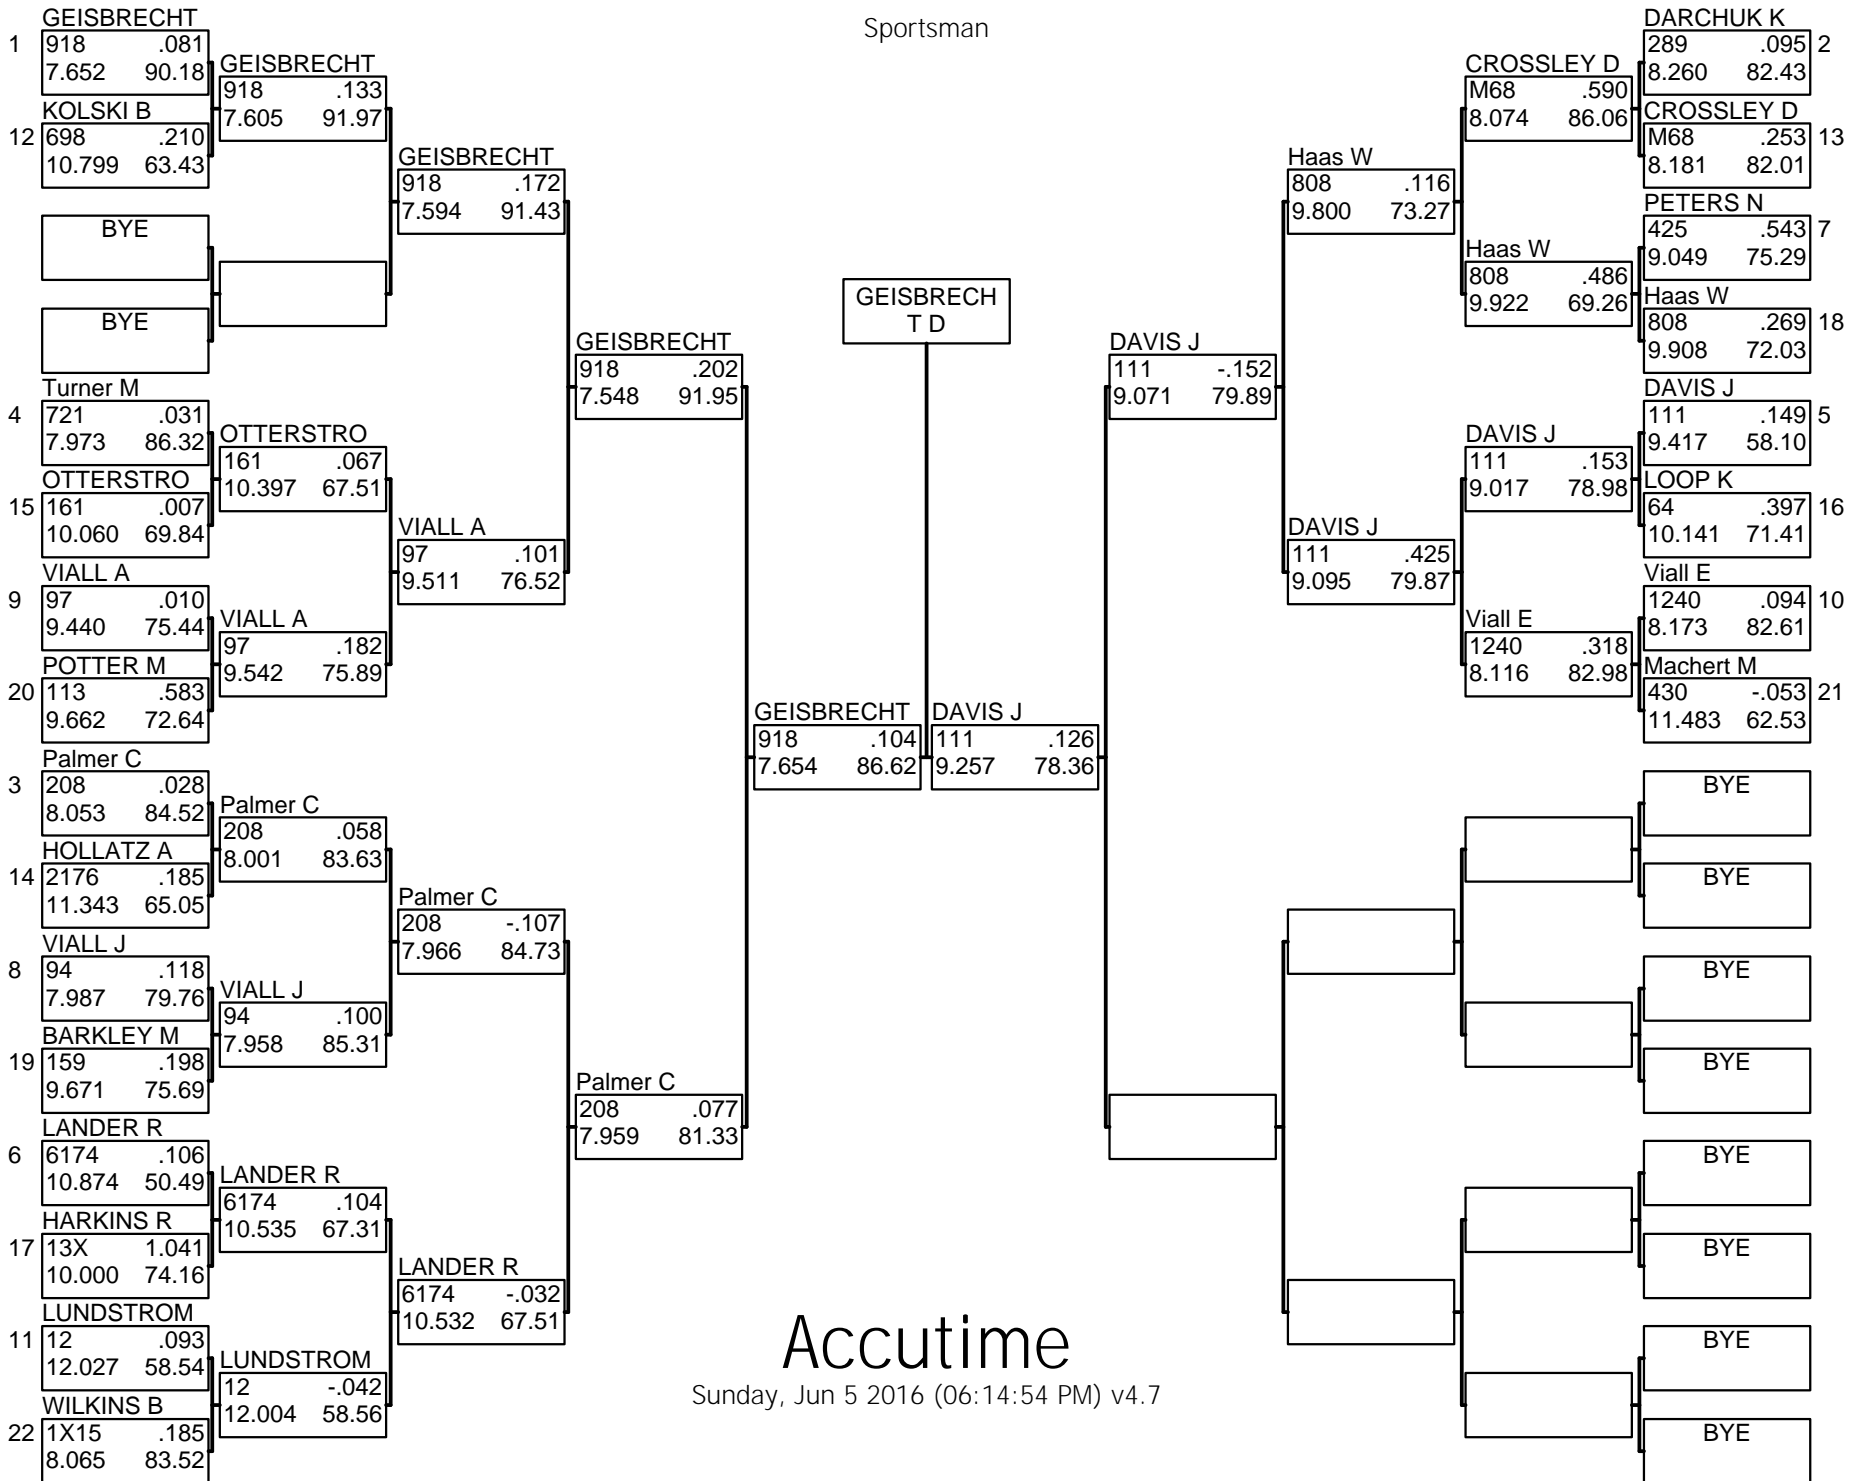 Sportsman
GEISBRECHT
1 918 .081
7.652 90.18
KOLSKI B
12 698 .210
10.799 63.43
BYE
BYE
Turner M
4 721 .031
7.973 86.32
OTTERSTRO
15 161 .007
10.060 69.84
VIALL A
9 97 .010
9.440 75.44
POTTER M
20 113 .583
9.662 72.64
Palmer C
3 208 .028
8.053 84.52
HOLLATZ A
14 2176 .185
11.343 65.05
VIALL J
8 94 .118
7.987 79.76
BARKLEY M
19 159 .198
9.671 75.69
LANDER R
6 6174 .106
10.874 50.49
HARKINS R
17 13X 1.041
10.000 74.16
LUNDSTROM
11 12 .093
12.027 58.54
WILKINS B
22 1X15 .185
8.065 83.52
GEISBRECHT
918 .133
7.605 91.97
OTTERSTRO
161 .067
10.397 67.51
VIALL A
97 .182
9.542 75.89
Palmer C
208 .058
8.001 83.63
VIALL J
94 .100
7.958 85.31
LANDER R
6174 .104
10.535 67.31
LUNDSTROM
12 -.042
12.004 58.56
GEISBRECHT
918 .172
7.594 91.43
VIALL A
97 .101
9.511 76.52
Palmer C
208 -.107
7.966 84.73
LANDER R
6174 -.032
10.532 67.51
GEISBRECHT
918 .202
7.548 91.95
Palmer C
208 .077
7.959 81.33
GEISBRECHT
918 .104
7.654 86.62
GEISBRECH
T D
DAVIS J
111 .126
9.257 78.36
DAVIS J
111 -.152
9.071 79.89
Haas W
808 .116
9.800 73.27
DAVIS J
111 .425
9.095 79.87
CROSSLEY D
M68 .590
8.074 86.06
Haas W
808 .486
9.922 69.26
DAVIS J
111 .153
9.017 78.98
Viall E
1240 .318
8.116 82.98
DARCHUK K
289 .095 2
8.260 82.43
CROSSLEY D
M68 .253 13
8.181 82.01
PETERS N
425 .543 7
9.049 75.29
Haas W
808 .269 18
9.908 72.03
DAVIS J
111 .149 5
9.417 58.10
LOOP K
64 .397 16
10.141 71.41
Viall E
1240 .094 10
8.173 82.61
Machert M
430 -.053 21
11.483 62.53
BYE
BYE
BYE
BYE
BYE
BYE
BYE
BYE
Accutime
Sunday, Jun 5 2016 (06:14:54 PM) v4.7